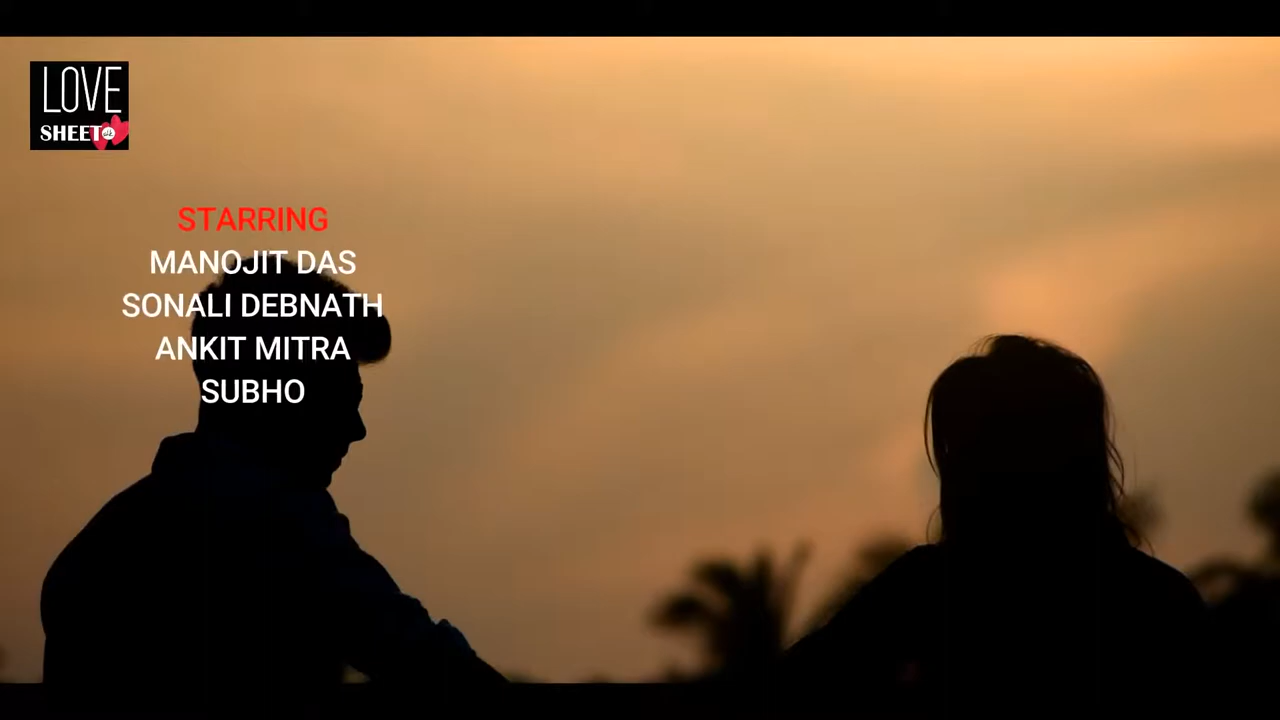 LOVE
SHEET
STARRING
MANOJIT DAS
SONALI DEBNATH
ANKIT MITRA
SUBHO